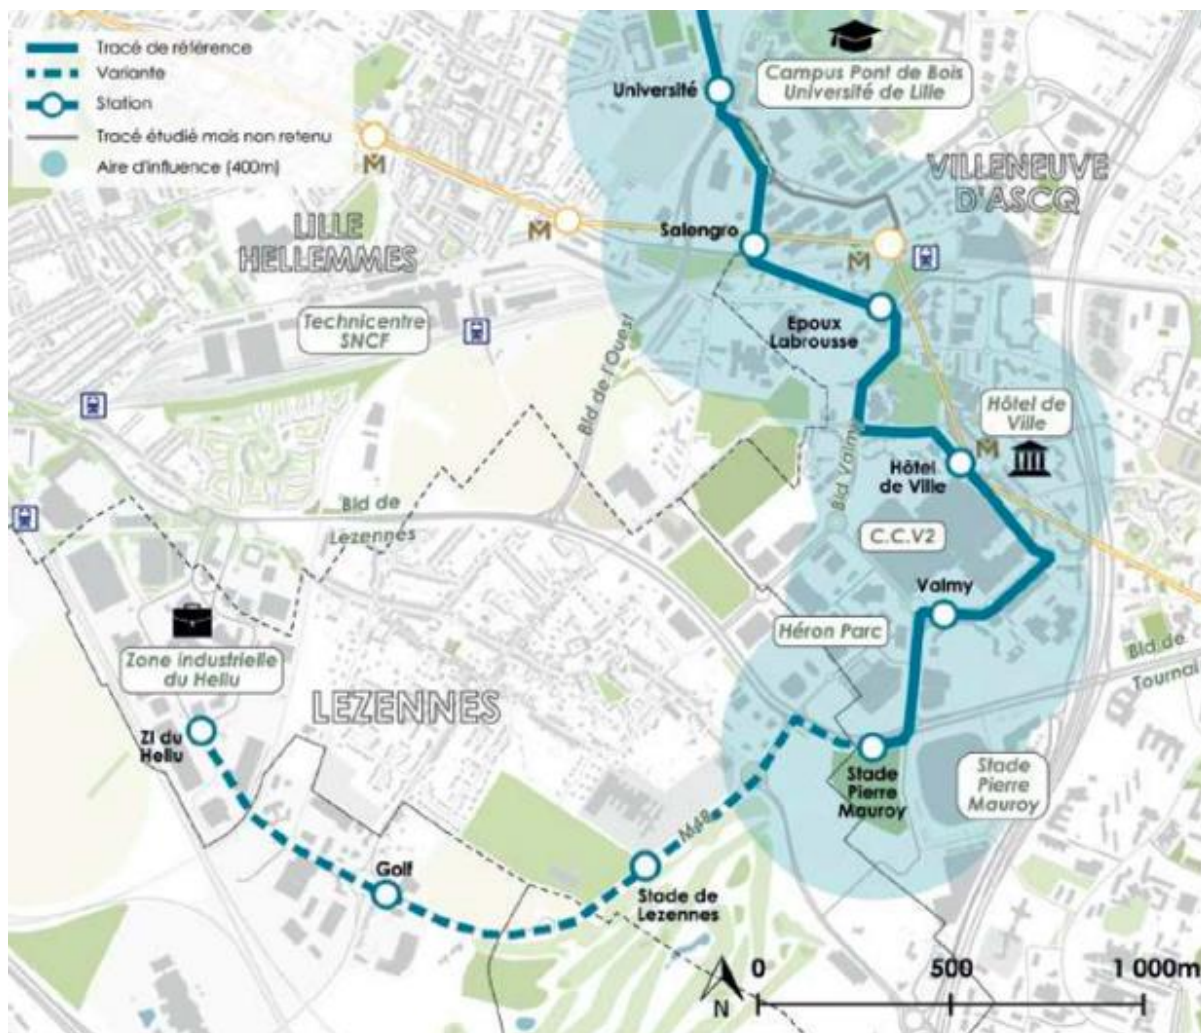 Tracé de référence
Variante
Station
Tracé étudié mais non retenu
Aire d'influence (400m)
Université
Campus Pont de Bois
Université de Lille
VILLENEUVE
D'ASCQ
LILLE
HELLEMMES
Salengro
M
M
M
Technicentre
SNCF
Epoux
Labrousse
Bld de l'Ouest
Hôtel de
Ville
M
Bld Valmy
Hôtel
de Ville
Bld de
Lezennes
C.C.V2
Valmy
Héron Parc
Bld de
Tournai
Zone industrielle
du Hellu
LEZENNES
ZI du
Hellu
Stade
Pierre
Mauroy
Stade
Pierre
Mauroy
M48
Golf
Stade de
Lezennes
N
0
500
1 000m